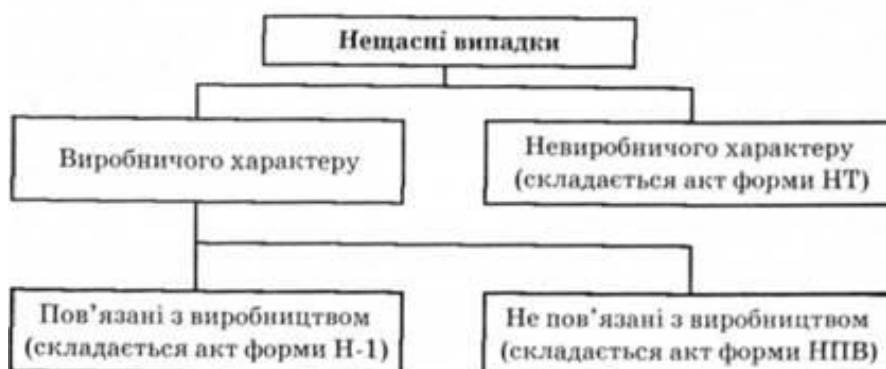 Нещасні випадки
Виробничого характеру
Невиробничого характеру
(складається акт форми НТ)
Пов’язані з виробництвом
(складається акт форми Н-1)
Не пов’язані з виробництвом
(складається акт форми НПВ)